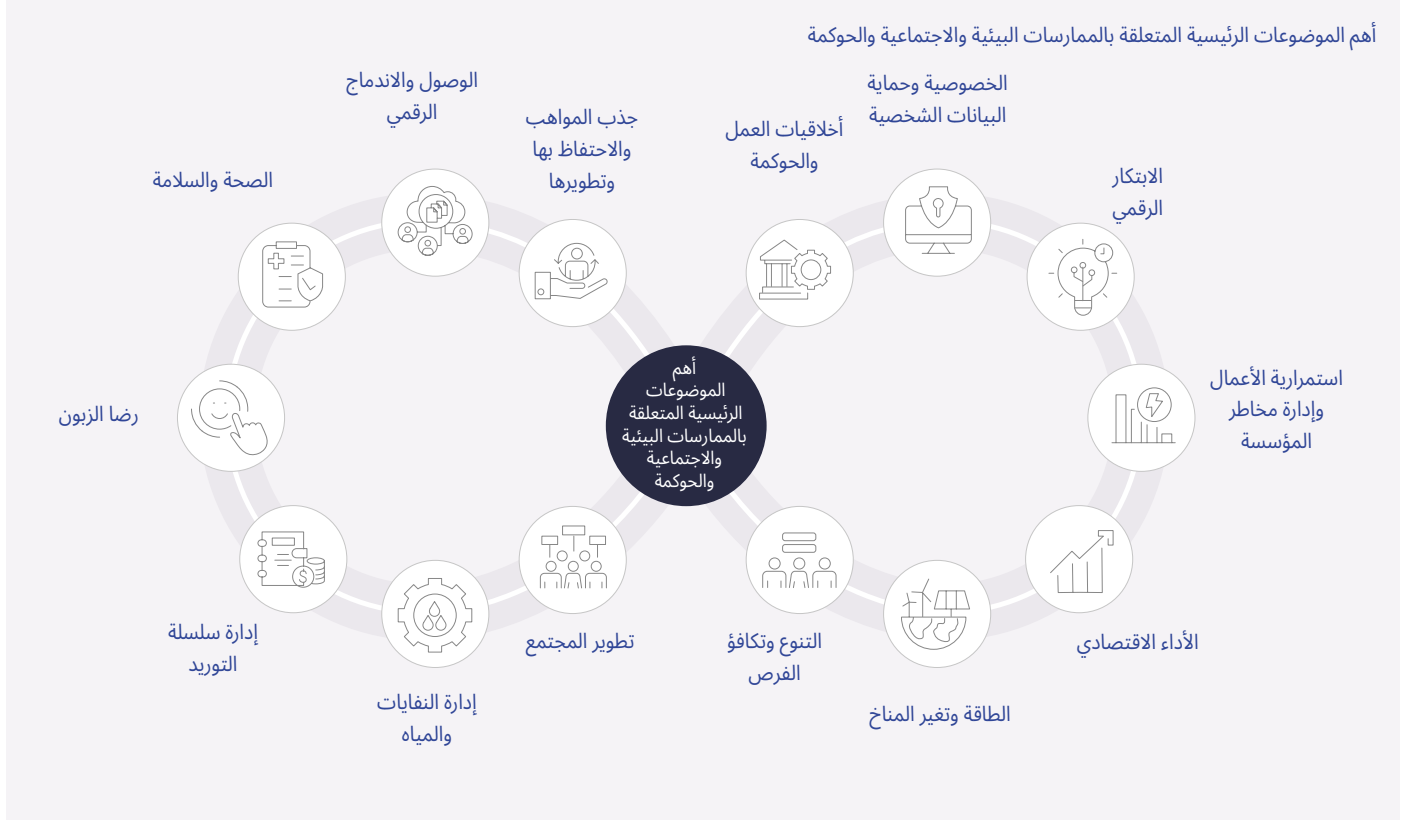 أهم الموضوعات الرئيسية المتعلقة بالممارسات البيئية والاجتماعية والحوكمة
الخصوصية وحماية
البيانات الشخصية
أخلاقيات العمل
والحوكمة
الابتكار
الرقمي
استمرارية الأعمال
وإدارة مخاطر
المؤسسة
الأداء الاقتصادي
الطاقة وتغير المناخ
التنوع وتكافؤ
الفرص
أهم
الموضوعات
الرئيسية المتعلقة
بالممارسات البيئية
والاجتماعية
والحوكمة
جذب المواهب
والاحتفاظ بها
وتطويرها
الوصول والاندماج
الرقمي
الصحة والسلامة
رضا الزبون
إدارة سلسلة
التوريد
إدارة النفايات
والمياه
تطوير المجتمع